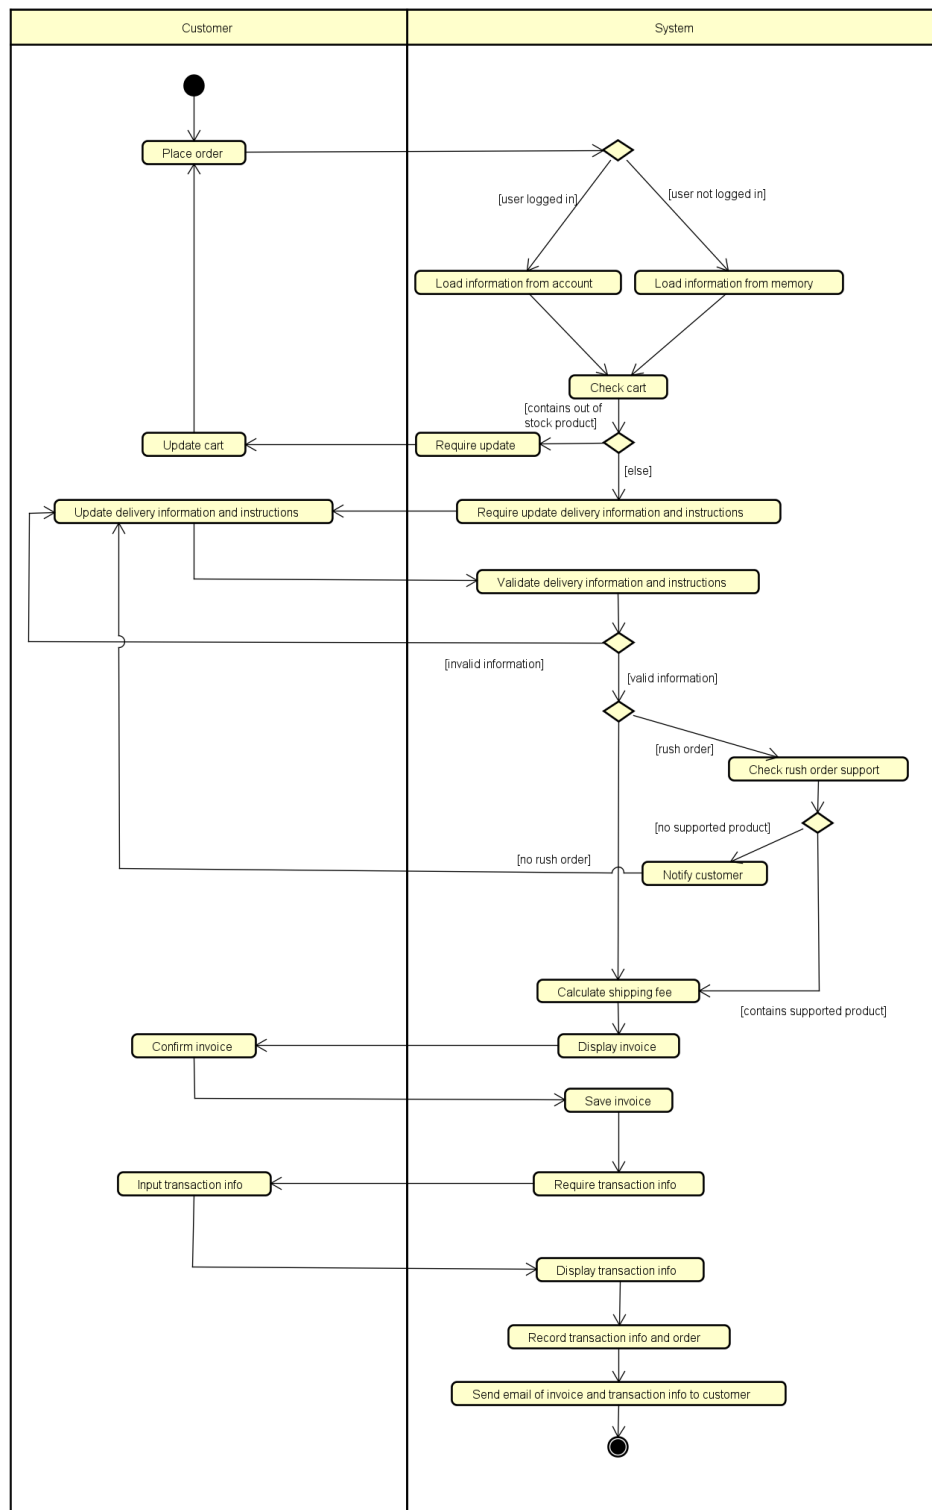 Customer
System
Place order
[user logged in]
[user not logged in]
Load information from account
Load information from memory
Check cart
[contains out of
stock product]
Update cart
Require update
[else]
Update delivery information and instructions
Require update delivery information and instructions
Validate delivery information and instructions
[invalid information]
[valid information]
[rush order]
Check rush order support
[no supported product]
[no rush order]
Notify customer
Calculate shipping fee
[contains supported product]
Confirm invoice
Display invoice
Save invoice
Input transaction info
Require transaction info
Display transaction info
Record transaction info and order
Send email of invoice and transaction info to customer